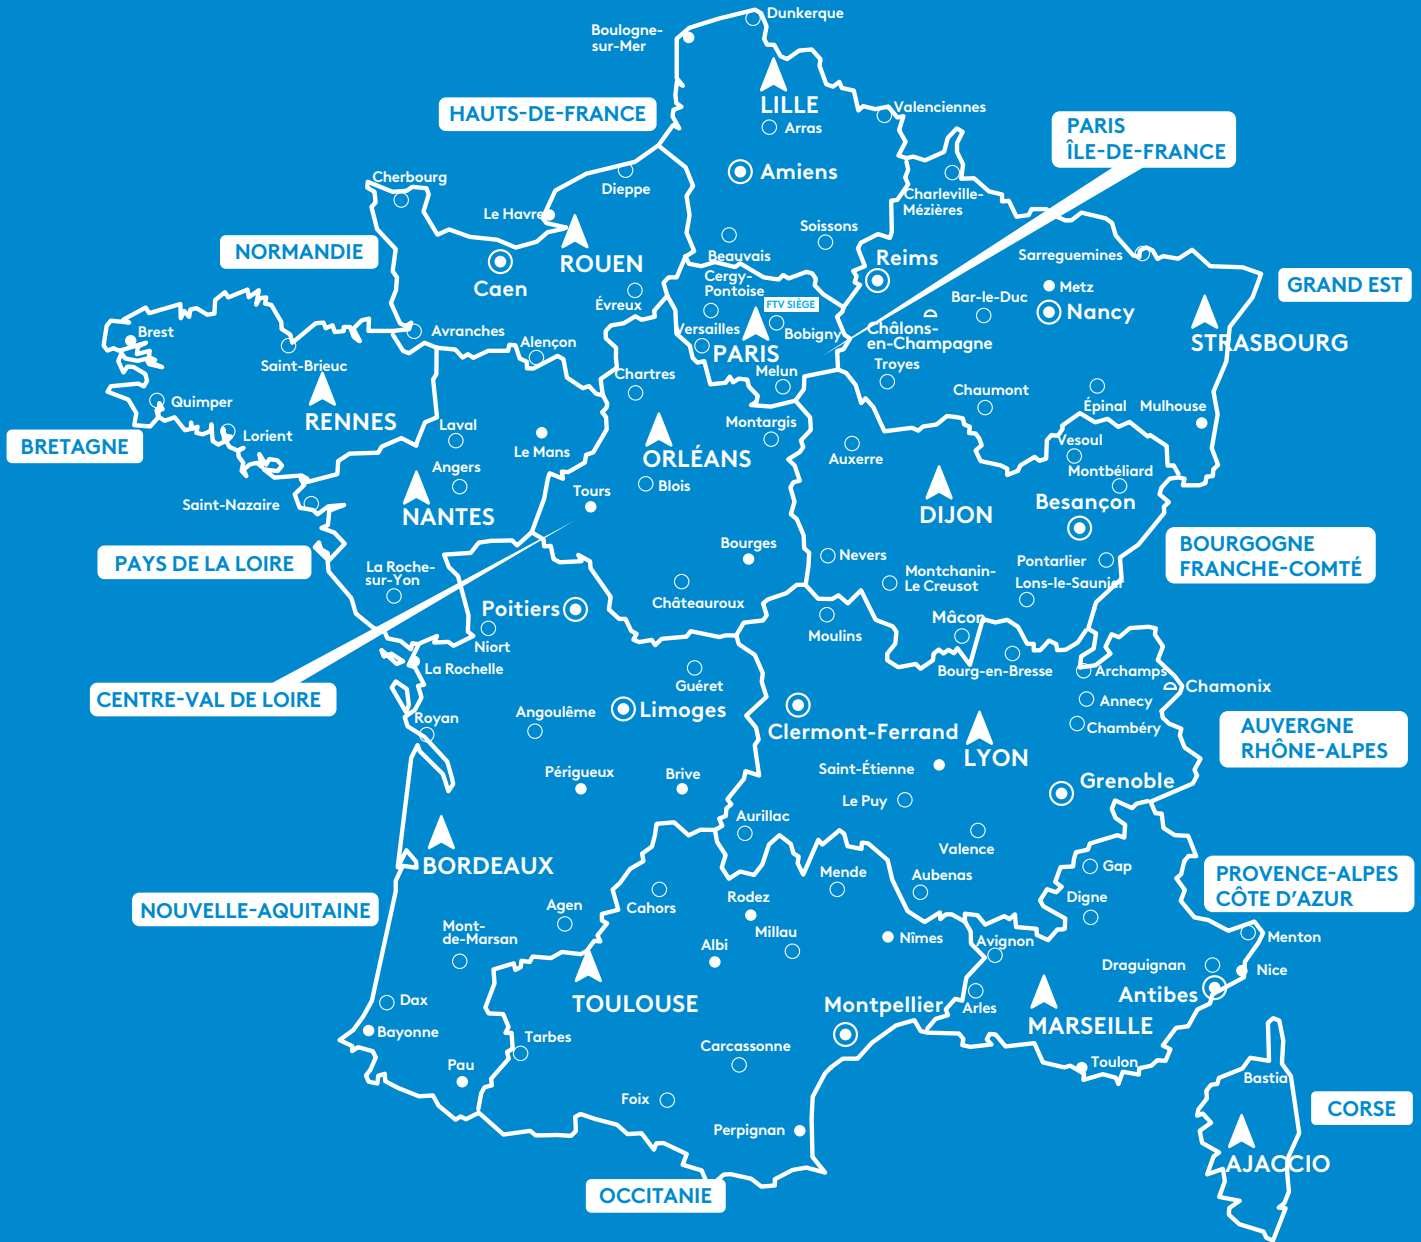 Dunkerque
Boulogne-
sur-Mer
LILLE
HAUTS-DE-FRANCE
Valenciennes
Arras
PARIS
ÎLE-DE-FRANCE
Amiens
Cherbourg
Dieppe
Charleville-
Mézières
Le Havre
Soissons
NORMANDIE
ROUEN
Beauvais
Reims
Sarreguemines
Caen
Cergy-
Pontoise
Metz
GRAND EST
Évreux
FTV SIÈGE
Bar-le-Duc
Nancy
Brest
Avranches
Versailles
Bobigny
Châlons-
en-Champagne
STRASBOURG
Alençon
PARIS
Saint-Brieuc
Chartres
Melun
Troyes
Quimper
RENNES
Chaumont
Épinal
Mulhouse
Lorient
Laval
Montargis
BRETAGNE
Le Mans
ORLÉANS
Auxerre
Vesoul
Angers
Montbéliard
Tours
Blois
Saint-Nazaire
NANTES
DIJON
Besançon
Bourges
Nevers
PAYS DE LA LOIRE
La Roche-
sur-Yon
Montchanin-
Le Creusot
Pontarlier
Lons-le-Saunier
BOURGOGNE
FRANCHE-COMTÉ
Poitiers
Châteauroux
Mâcon
Niort
Moulins
La Rochelle
Guéret
Bourg-en-Bresse
Archamps
CENTRE-VAL DE LOIRE
Chamonix
Royan
Angoulême
Limoges
Annecy
Clermont-Ferrand
Chambéry
AUVERGNE
RHÔNE-ALPES
LYON
Périgueux
Brive
Saint-Étienne
Grenoble
Le Puy
Aurillac
BORDEAUX
Valence
Mende
Aubenas
Gap
PROVENCE-ALPES
CÔTE D’AZUR
NOUVELLE-AQUITAINE
Agen
Cahors
Rodez
Digne
Mont-
de-Marsan
Millau
Nîmes
Avignon
Menton
Albi
Draguignan
Nice
Dax
TOULOUSE
Montpellier
Arles
Antibes
Bayonne
MARSEILLE
Tarbes
Carcassonne
Pau
Toulon
Bastia
Foix
Perpignan
CORSE
AJACCIO
OCCITANIE